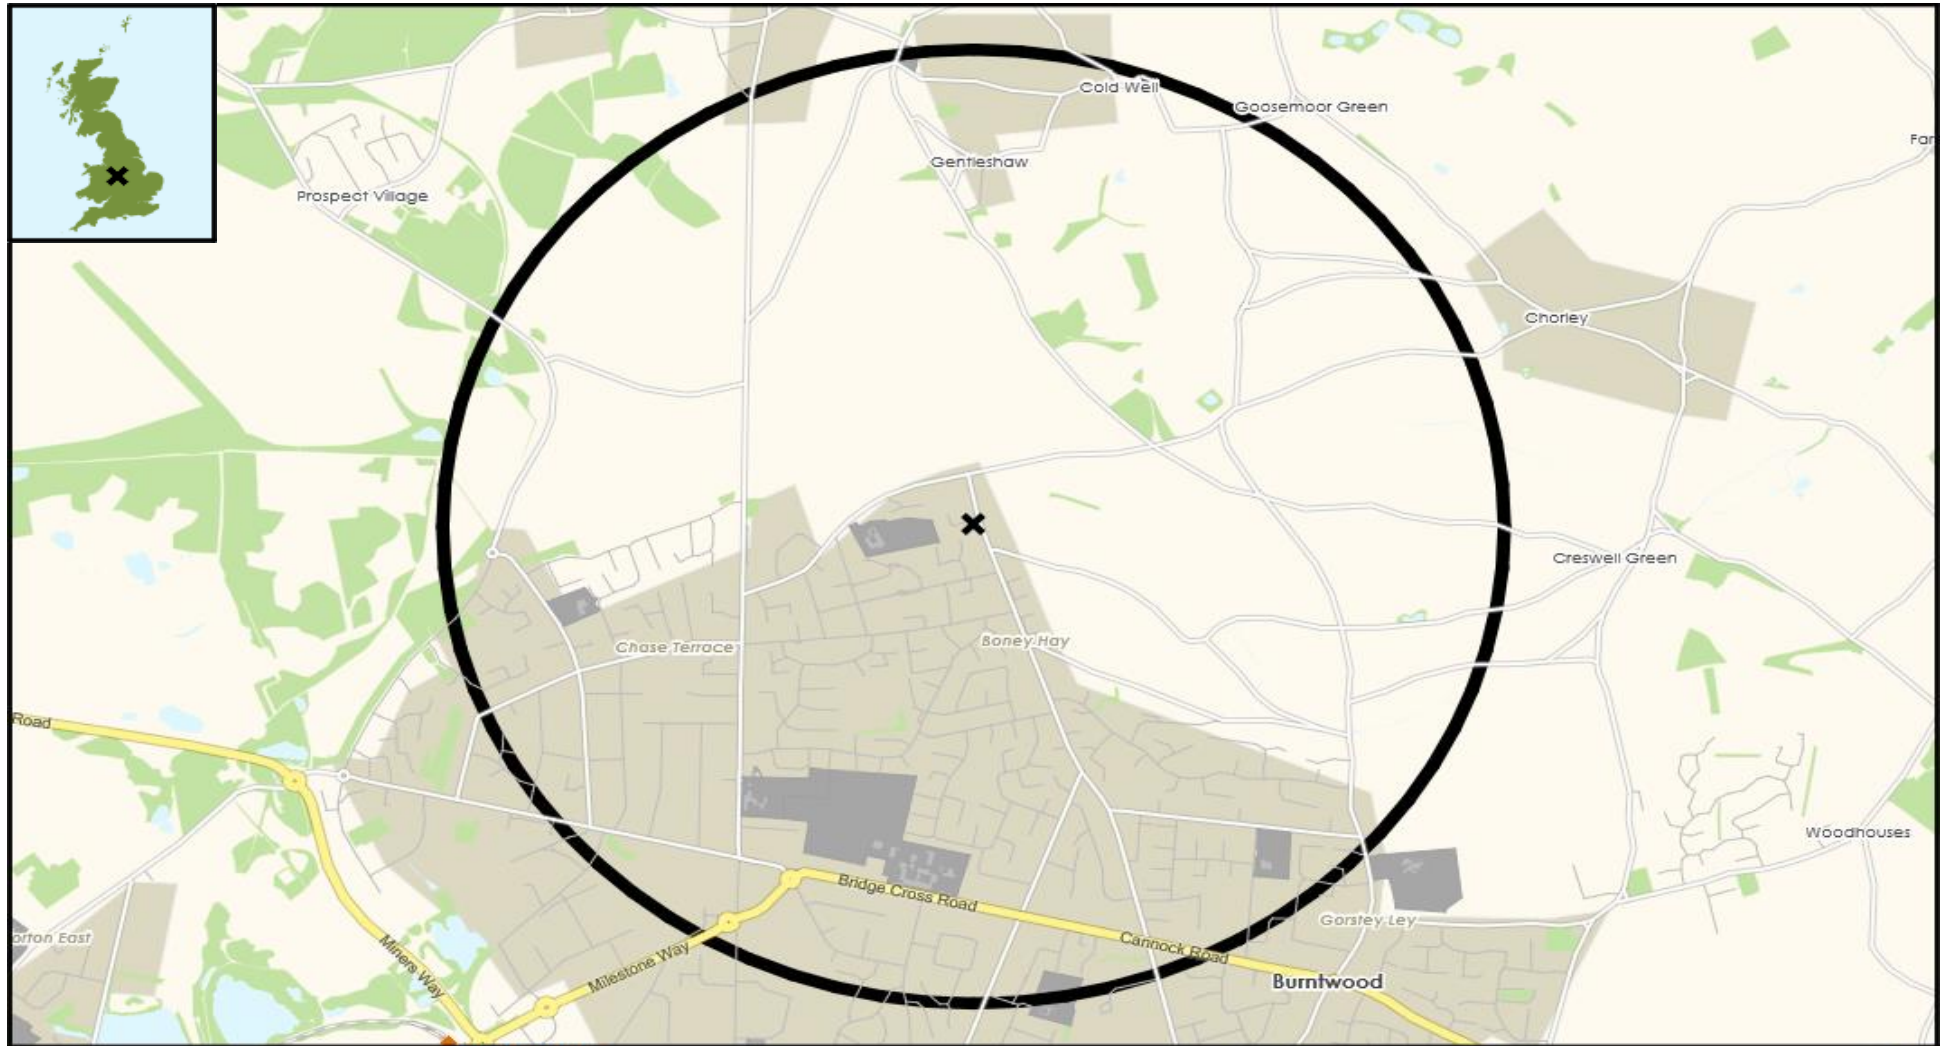 Cold Well
Goosemoor Green
Gentleshaw
Prospect Village
Chorley
Creswell Green
Boney Hay
Chase Terrace
Road
Woodhouses
Bridge Cross Road
Gorstey Ley
Cannock Road
Miners Way
Milestone Way
Burntwood